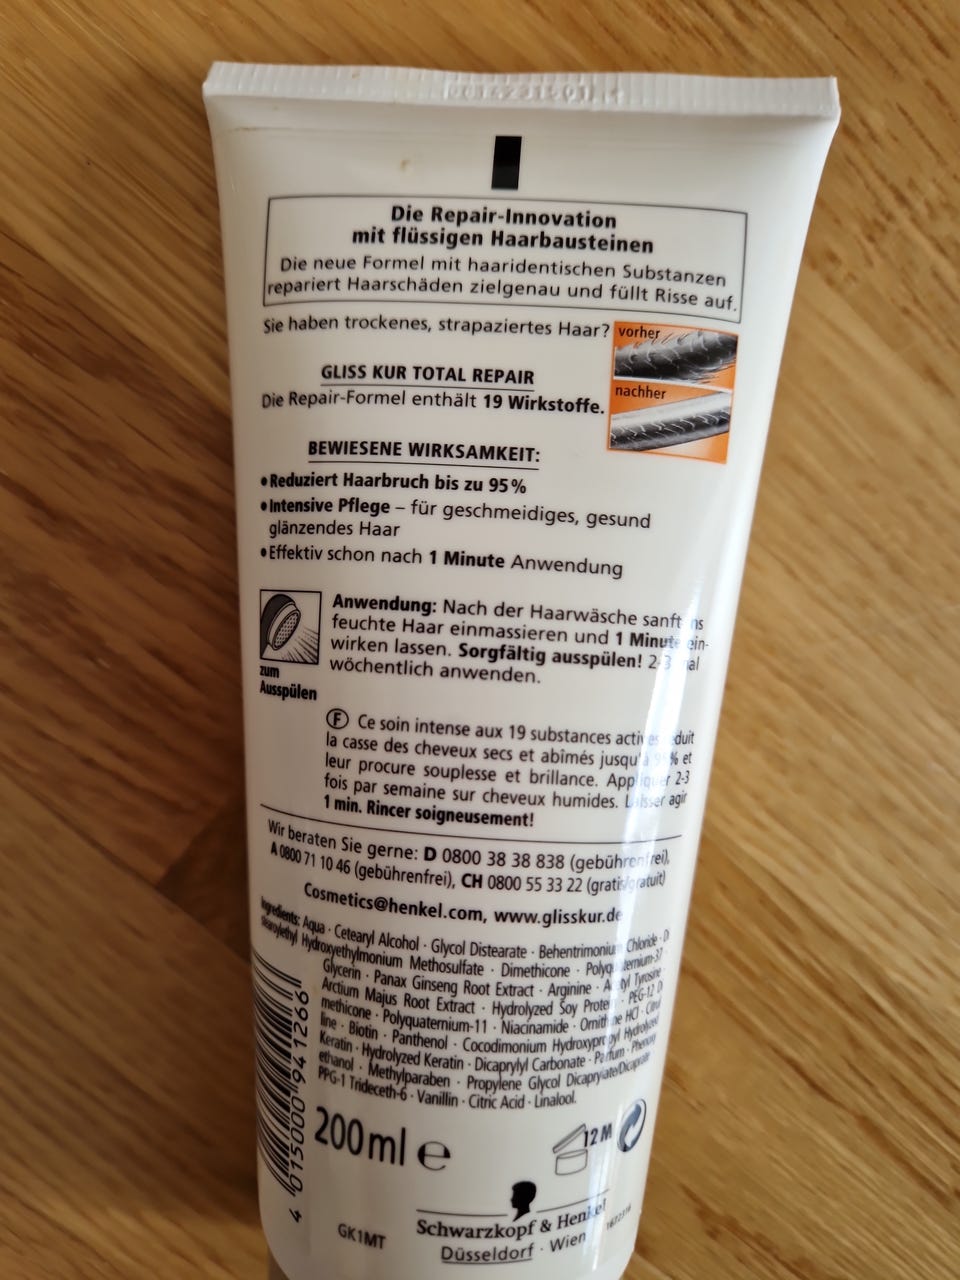 Die Repair-Innovation
mit flüssigen Haarbausteinen
Die neue Formel mit haaridentischen Substanzen
repariert Haarschäden zielgenau und füllt Risse auf.
Sie haben trockenes, strapaziertes Haar?
vorher
nachher
GLISS KUR TOTAL REPAIR
Die Repair-Formel enthält 19 Wirkstoffe.
BEWIESENE WIRKSAMKEIT:
•Reduziert Haarbruch bis zu 95%
•Intensive Pflege – für geschmeidiges, gesund
glänzendes Haar
•Effektiv schon nach 1 Minute Anwendung
Anwendung: Nach der Haarwäsche sanft ins
feuchte Haar einmassieren und 1 Minute ein-
wirken lassen. Sorgfältig ausspülen! 2-3 mal
wöchentlich anwenden.
zum
Ausspülen
Ⓕ Ce soin intense aux 19 substances actives réduit
la casse des cheveux secs et abîmés jusqu'à 95% et
leur procure souplesse et brillance. Appliquer 2-3
fois par semaine sur cheveux humides. Laisser agir
1 min. Rincer soigneusement!
Wir beraten Sie gerne: D 0800 38 38 838 (gebührenfrei),
A 0800 71 10 46 (gebührenfrei), CH 0800 55 33 22 (gratis/gratuit)
Cosmetics@henkel.com, www.glisskur.de
Ingredients: Aqua · Cetearyl Alcohol · Glycol Distearate · Behentrimonium Chloride · Di
stearoylethyl Hydroxyethylmonium Methosulfate · Dimethicone · Polyquaternium-37 ·
Glycerin · Panax Ginseng Root Extract · Arginine · Acetyl Tyrosine ·
Arctium Majus Root Extract · Hydrolyzed Soy Protein · PEG-12 Di
methicone · Polyquaternium-11 · Niacinamide · Ornithine HCl · Citrul
line · Biotin · Panthenol · Cocodimonium Hydroxypropyl Hydrolyzed
Keratin · Hydrolyzed Keratin · Dicaprylyl Carbonate · Parfum · Phenoxy
ethanol · Methylparaben · Propylene Glycol Dicaprylate/Dicaprate
PPG-1 Trideceth-6 · Vanillin · Citric Acid · Linalool.
4 015000 941266
200ml ℮
12 M
GK1MT
Schwarzkopf & Henkel
Düsseldorf · Wien